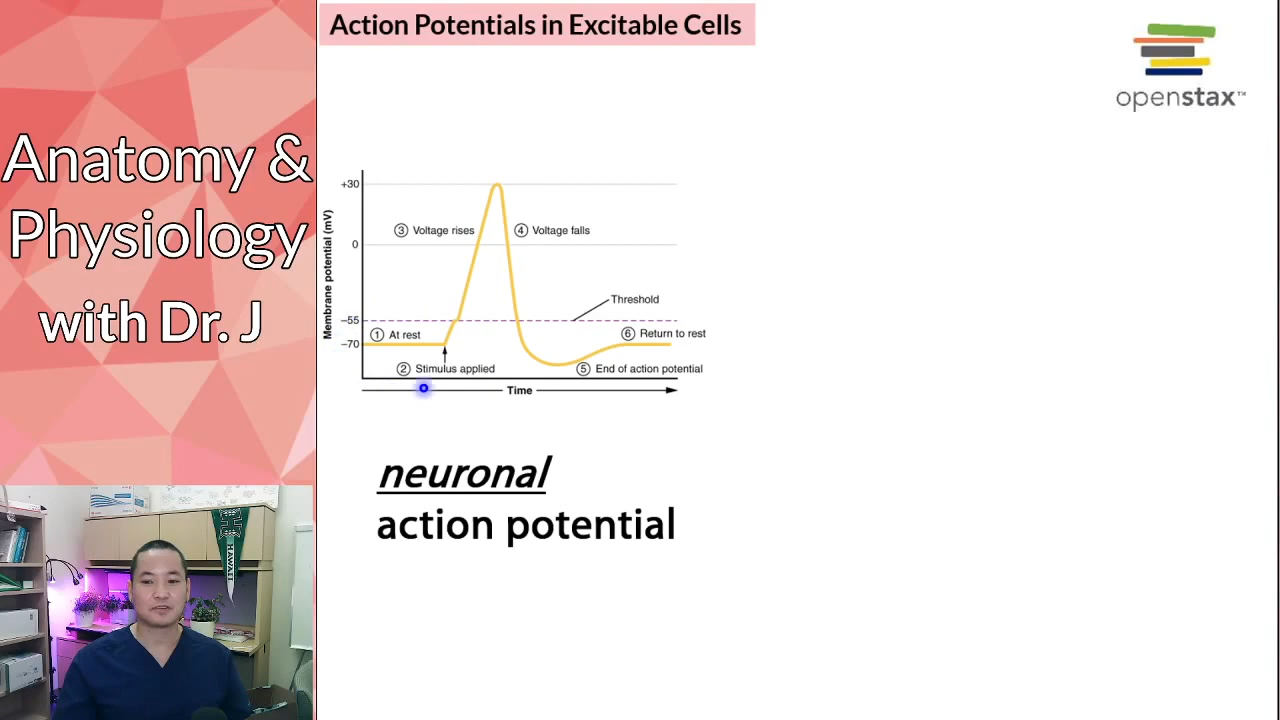 Action Potentials in Excitable Cells
openstax™
Anatomy &
Physiology
with Dr. J
Membrane potential (mV)
+30
0
–55
–70
③ Voltage rises
④ Voltage falls
Threshold
① At rest
⑥ Return to rest
② Stimulus applied
⑤ End of action potential
Time
neuronal
action potential
HAWAII